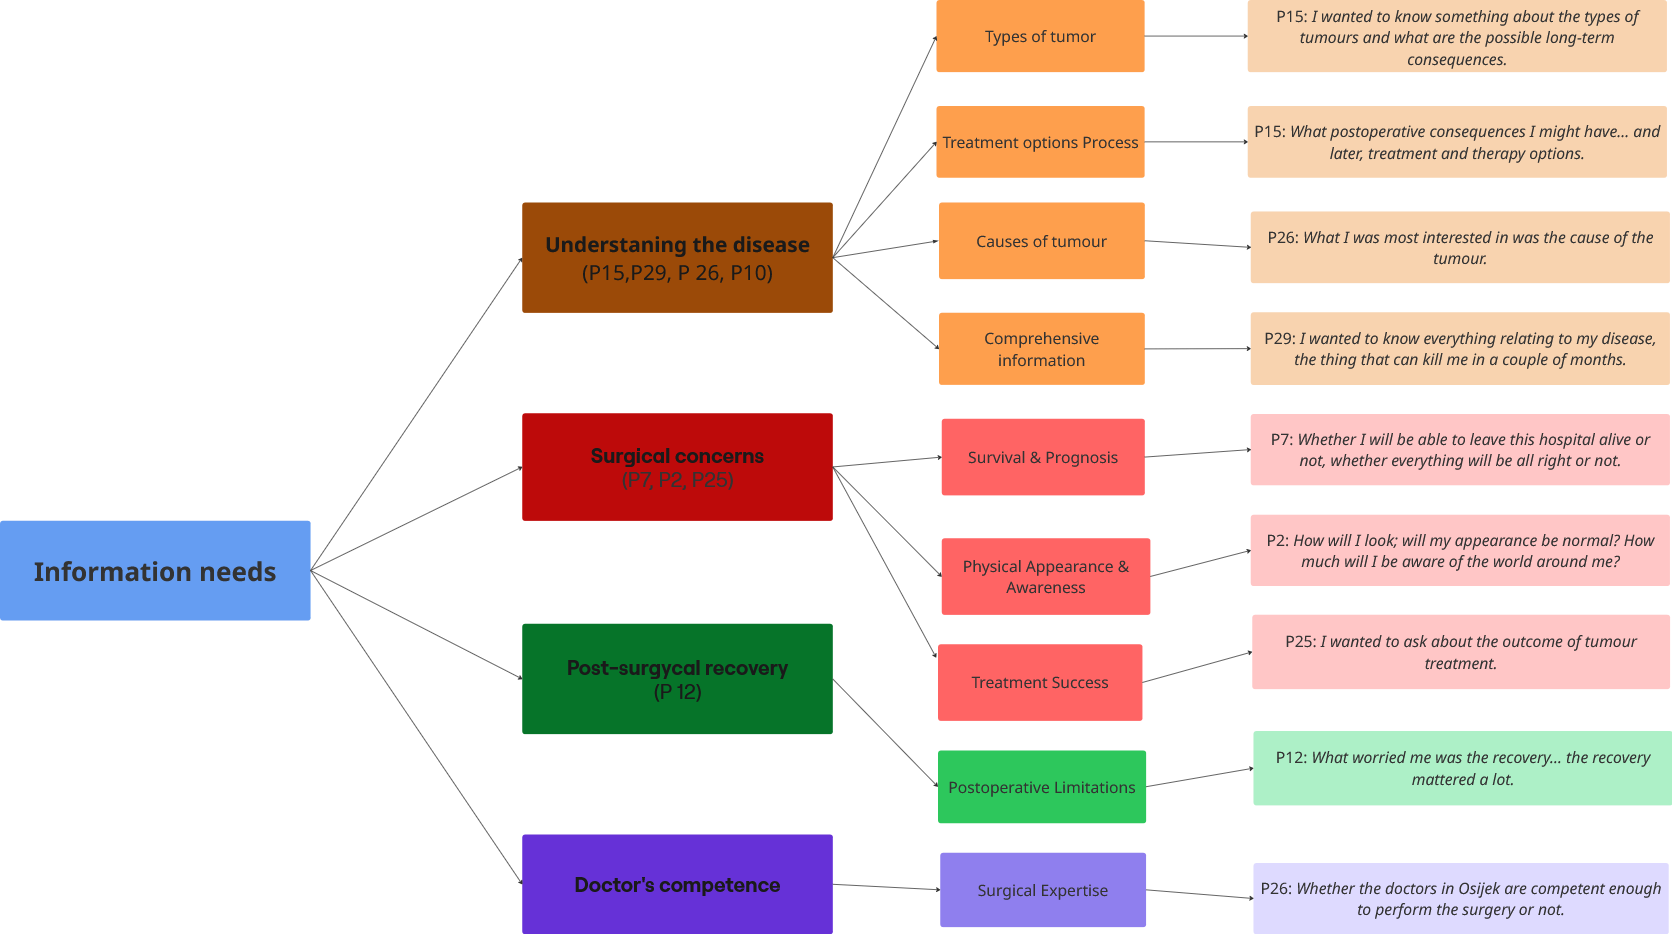 Types of tumor
P15: I wanted to know something about the types of
tumours and what are the possible long-term
consequences.
Treatment options Process
P15: What postoperative consequences I might have... and
later, treatment and therapy options.
Understaning the disease
(P15,P29, P 26, P10)
Causes of tumour
P26: What I was most interested in was the cause of the
tumour.
Comprehensive
information
P29: I wanted to know everything relating to my disease,
the thing that can kill me in a couple of months.
Surgical concerns
(P7, P2, P25)
Survival & Prognosis
P7: Whether I will be able to leave this hospital alive or
not, whether everything will be all right or not.
Information needs
Physical Appearance &
Awareness
P2: How will I look; will my appearance be normal? How
much will I be aware of the world around me?
Treatment Success
P25: I wanted to ask about the outcome of tumour
treatment.
Post-surgycal recovery
(P 12)
Postoperative Limitations
P12: What worried me was the recovery... the recovery
mattered a lot.
Doctor's competence
Surgical Expertise
P26: Whether the doctors in Osijek are competent enough
to perform the surgery or not.